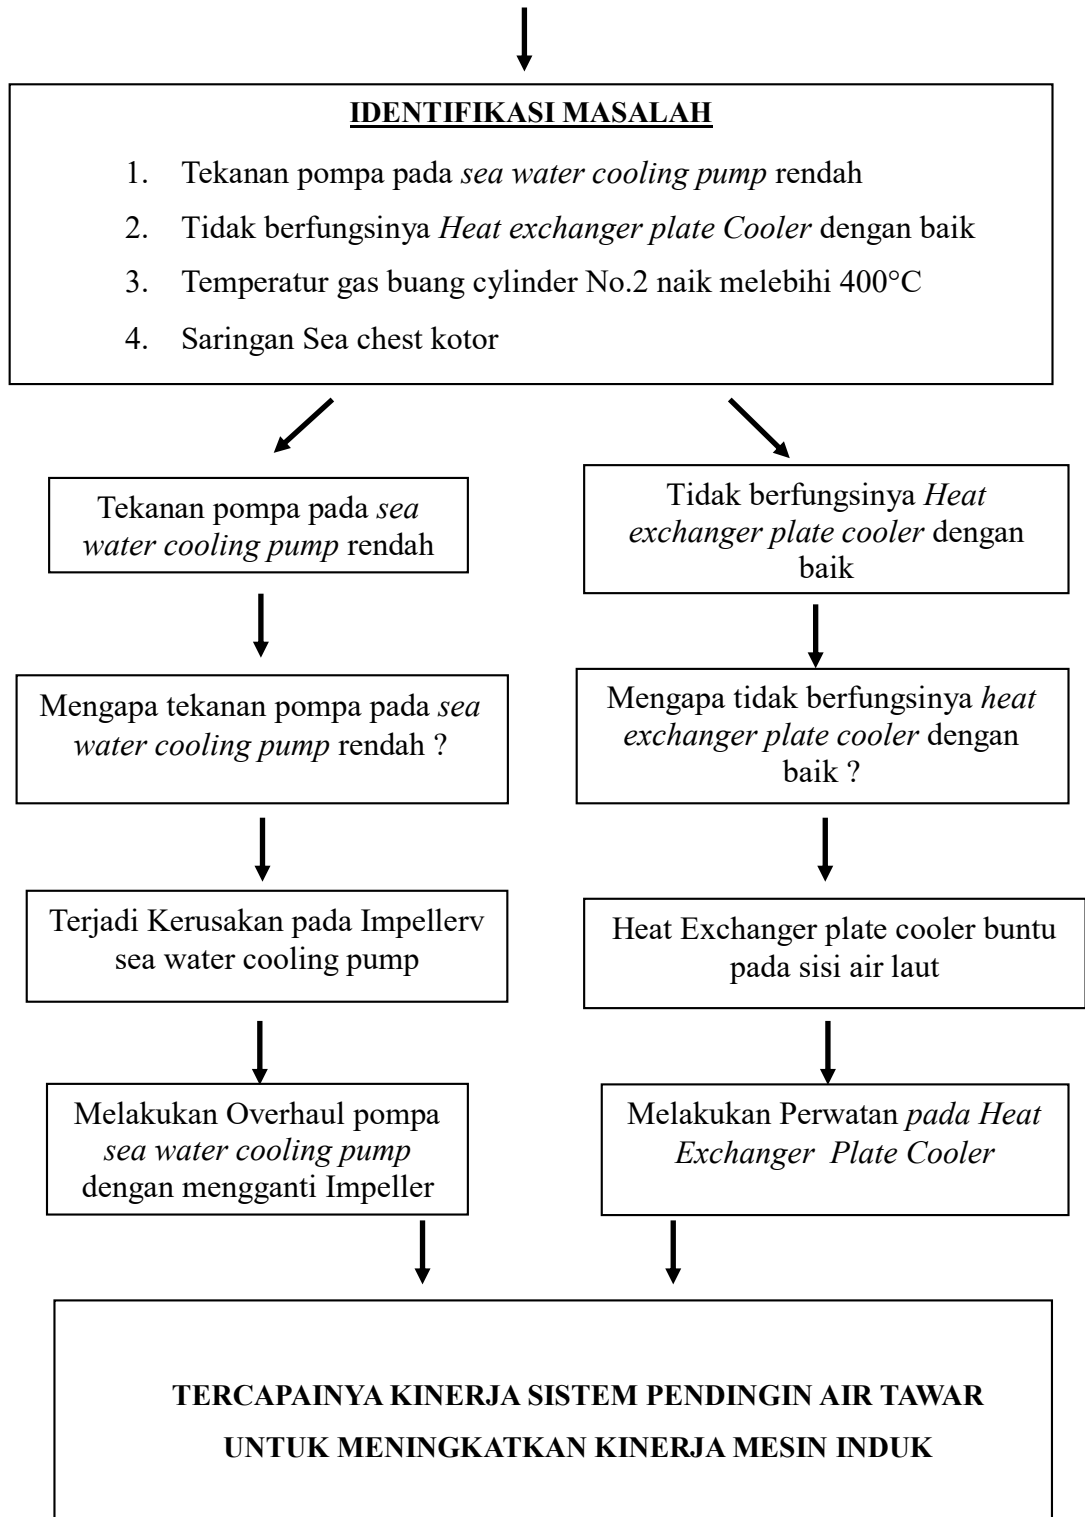 IDENTIFIKASI MASALAH
1. Tekanan pompa pada sea water cooling pump rendah
2. Tidak berfungsinya Heat exchanger plate Cooler dengan baik
3. Temperatur gas buang cylinder No.2 naik melebihi 400°C
4. Saringan Sea chest kotor
Tekanan pompa pada sea
water cooling pump rendah
Tidak berfungsinya Heat
exchanger plate cooler dengan
baik
Mengapa tekanan pompa pada sea
water cooling pump rendah ?
Mengapa tidak berfungsinya heat
exchanger plate cooler dengan
baik ?
Terjadi Kerusakan pada Impellerv
sea water cooling pump
Heat Exchanger plate cooler buntu
pada sisi air laut
Melakukan Overhaul pompa
sea water cooling pump
dengan mengganti Impeller
Melakukan Perwatan pada Heat
Exchanger Plate Cooler
TERCAPAINYA KINERJA SISTEM PENDINGIN AIR TAWAR
UNTUK MENINGKATKAN KINERJA MESIN INDUK